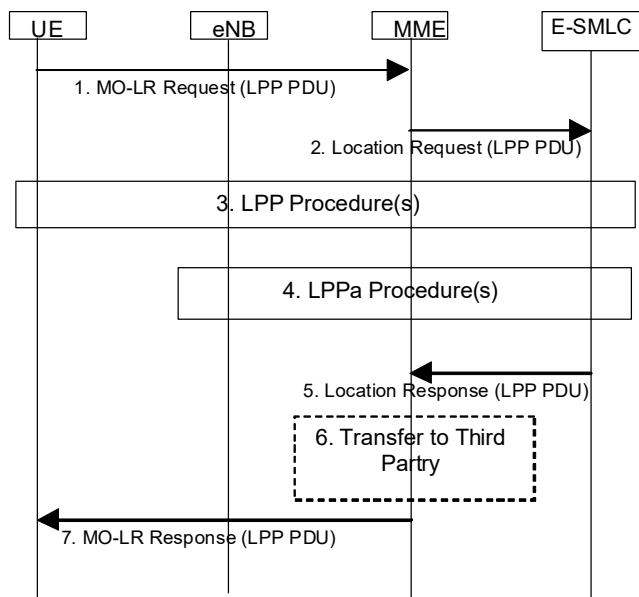 UE eNB MME E-SMLC
1. MO-LR Request (LPP PDU)
2. Location Request (LPP PDU)
3. LPP Procedure(s)
4. LPPa Procedure(s)
5. Location Response (LPP PDU)
6. Transfer to Third
Partry
7. MO-LR Response (LPP PDU)